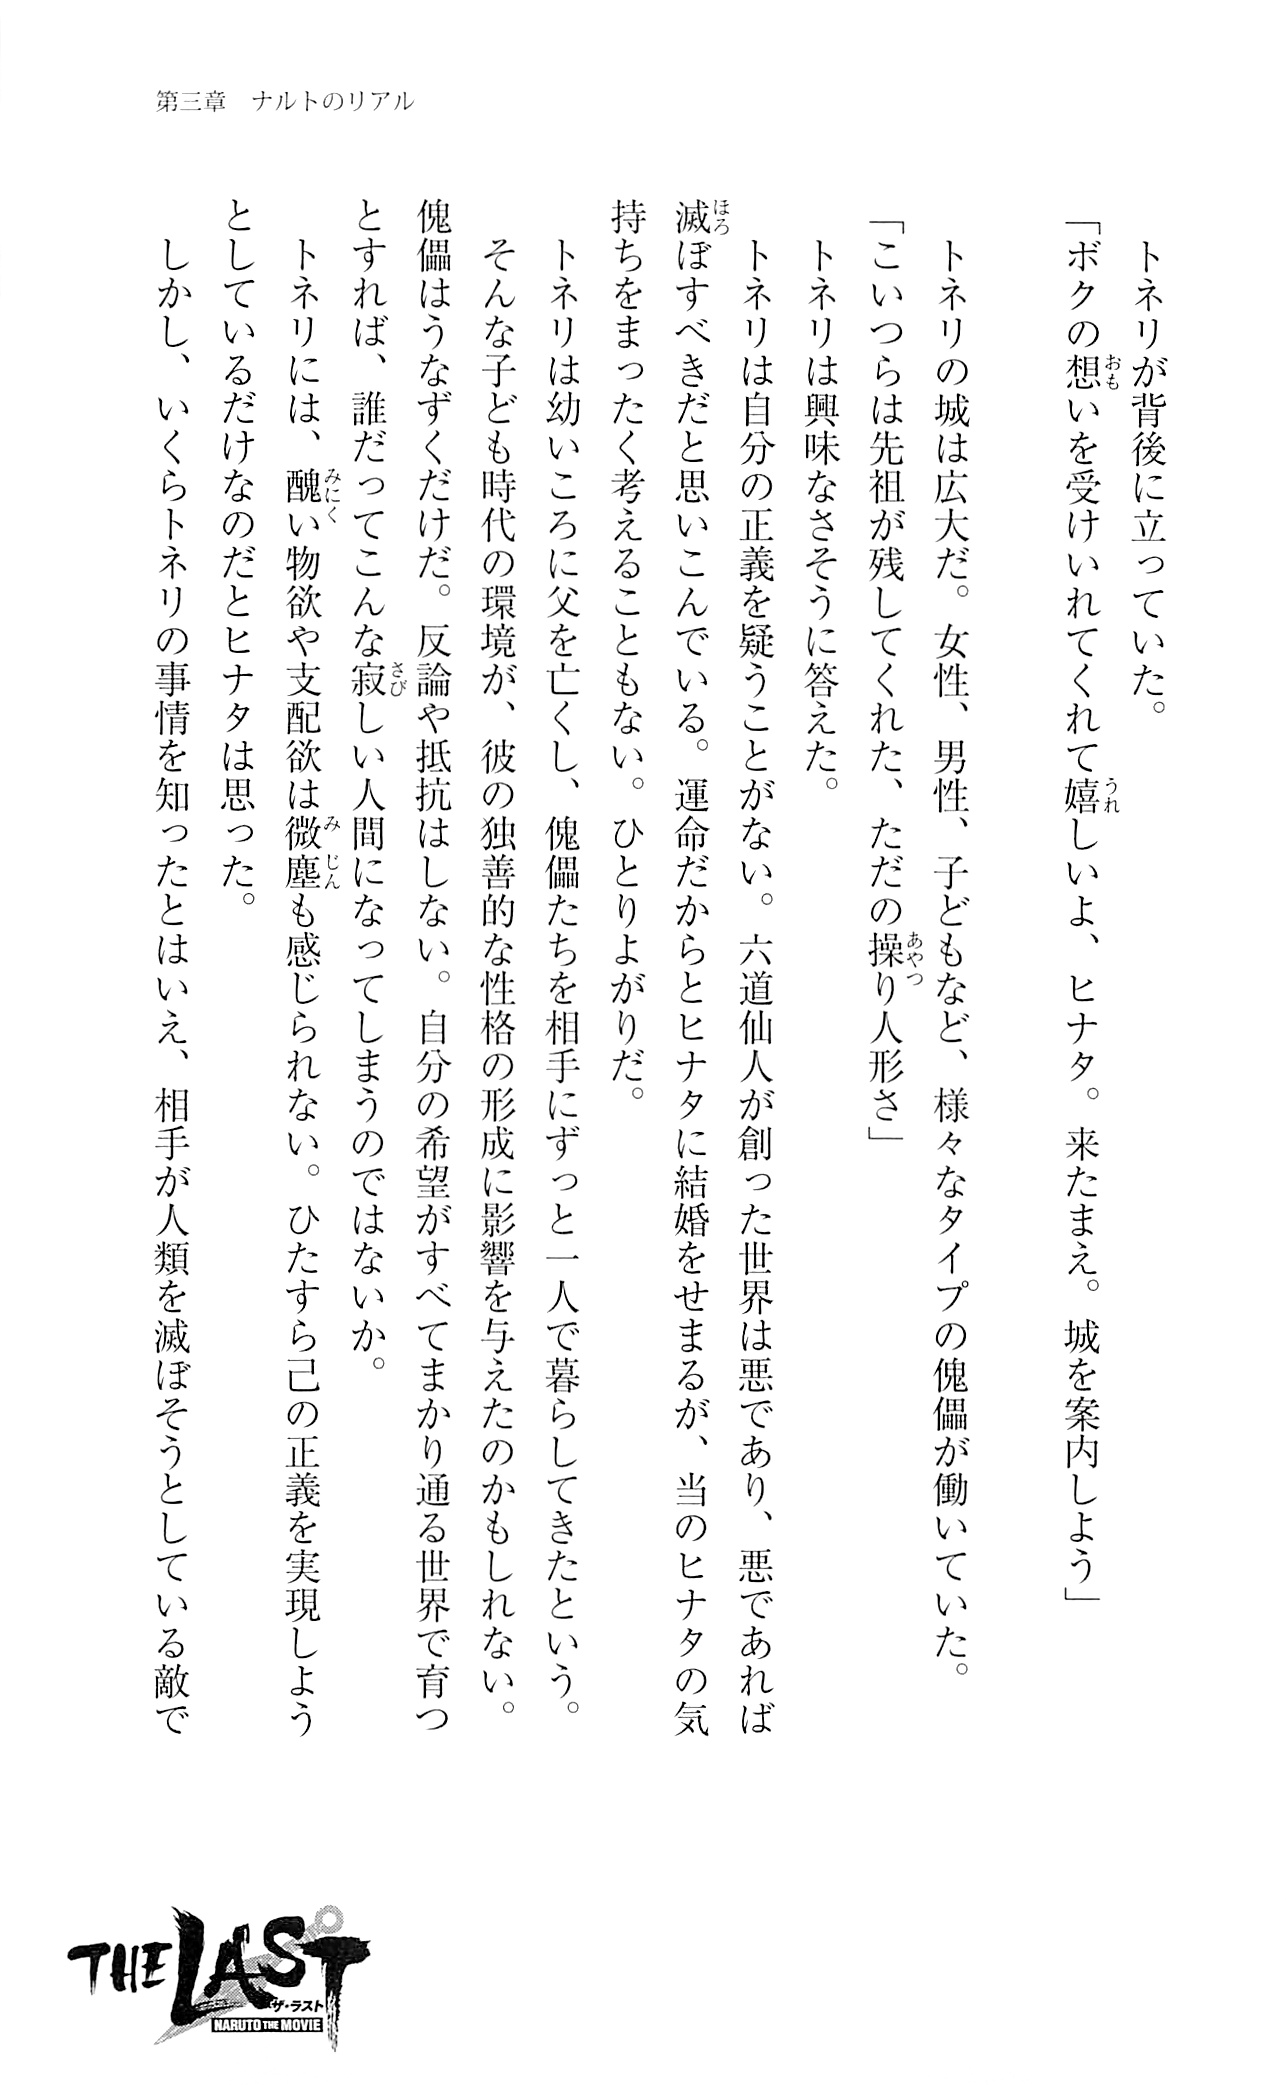 第三章　ナルトのリアル
　トネリが背後に立っていた。
「ボクの想いを受けいれてくれて嬉しいよ、ヒナタ。来たまえ。城を案内しよう」
　トネリの城は広大だ。女性、男性、子どもなど、様々なタイプの傀儡が働いていた。
「こいつらは先祖が残してくれた、ただの操り人形さ」
　トネリは興味なさそうに答えた。
　トネリは自分の正義を疑うことがない。六道仙人が創った世界は悪であり、悪であれば
滅ぼすべきだと思いこんでいる。運命だからとヒナタに結婚をせまるが、当のヒナタの気
持ちをまったく考えることもない。ひとりよがりだ。
　トネリは幼いころに父を亡くし、傀儡たちを相手にずっと一人で暮らしてきたという。
　そんな子ども時代の環境が、彼の独善的な性格の形成に影響を与えたのかもしれない。
傀儡はうなずくだけだ。反論や抵抗はしない。自分の希望がすべてまかり通る世界で育つ
とすれば、誰だってこんな寂しい人間になってしまうのではないか。
　トネリには、醜い物欲や支配欲は微塵も感じられない。ひたすら己の正義を実現しよう
としているだけなのだとヒナタは思った。
　しかし、いくらトネリの事情を知ったとはいえ、相手が人類を滅ぼそうとしている敵で
THE LAST
ザ・ラスト
NARUTO THE MOVIE